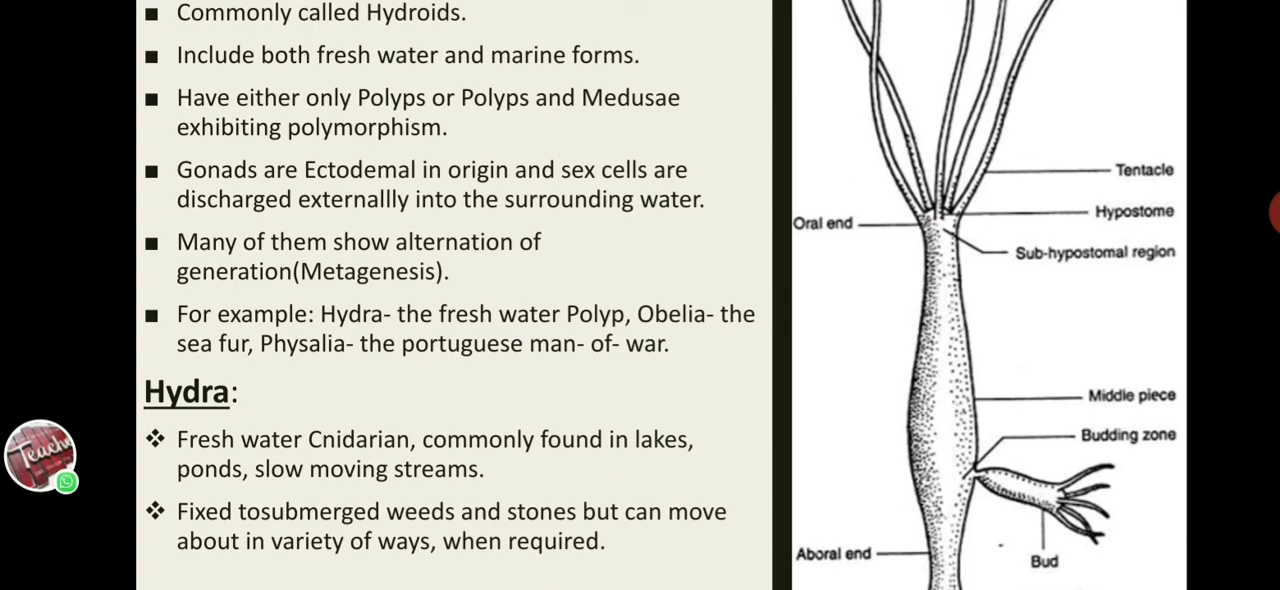 ■ Commonly called Hydroids.
■ Include both fresh water and marine forms.
■ Have either only Polyps or Polyps and Medusae
exhibiting polymorphism.
■ Gonads are Ectodemal in origin and sex cells are
discharged externallly into the surrounding water.
■ Many of them show alternation of
generation(Metagenesis).
■ For example: Hydra- the fresh water Polyp, Obelia- the
sea fur, Physalia- the portuguese man- of- war.
Hydra:
❖ Fresh water Cnidarian, commonly found in lakes,
ponds, slow moving streams.
❖ Fixed tosubmerged weeds and stones but can move
about in variety of ways, when required.
Tentacle
Hypostome
Oral end
Sub-hypostomal region
Middle piece
Budding zone
Aboral end
Bud